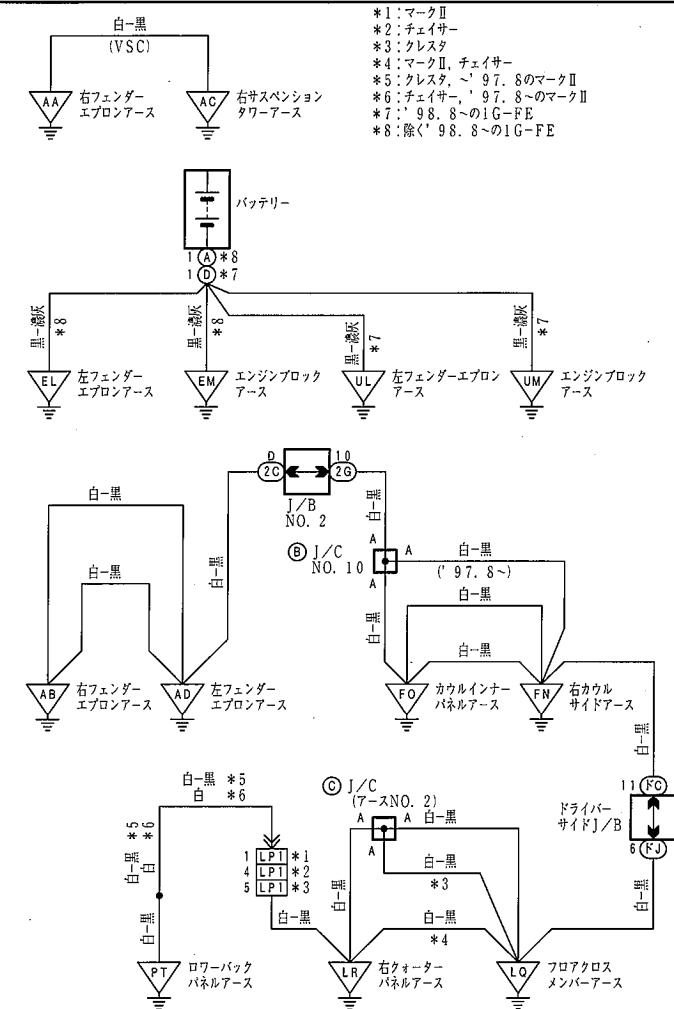 白-黒
(VSC)
AA
右フェンダー
エプロンアース
AC
右サスペンション
タワーアース
*1:マークⅡ
*2:チェイサー
*3:クレスタ
*4:マークⅡ, チェイサー
*5:クレスタ, ~'97.8のマークⅡ
*6:チェイサー, '97.8~のマークⅡ
*7:'98.8~の1G-FE
*8:除く'98.8~の1G-FE
バッテリー
1 A *8
1 D *7
黒-濃灰 *8
黒-濃灰 *8
黒-濃灰 *7
黒-濃灰 *7
EL
左フェンダー
エプロンアース
EM
エンジンブロック
アース
UL
左フェンダーエプロン
アース
UM
エンジンブロック
アース
D 10
2C 2G
J/B
NO. 2
白-黒
白-黒
白-黒
白-黒
B J/C
NO. 10
A
A
A
白-黒
('97.8~)
白-黒
白-黒
白-黒
AB
右フェンダー
エプロンアース
AD
左フェンダー
エプロンアース
FO
カウルインナー
パネルアース
FN
右カウル
サイドアース
白-黒
11 ドC
ドライバー
サイドJ/B
6 ドJ
白-黒
白-黒 *5
白 *6
白-黒 *5
白 *6
白-黒
1 LP1 *1
4 LP1 *2
5 LP1 *3
白-黒
C J/C
(アースNO. 2)
A A 白-黒
A
白-黒
白-黒
*3
白-黒
*4
PT
ロワーバック
パネルアース
LR
右クォーター
パネルアース
LQ
フロアクロス
メンバーアース